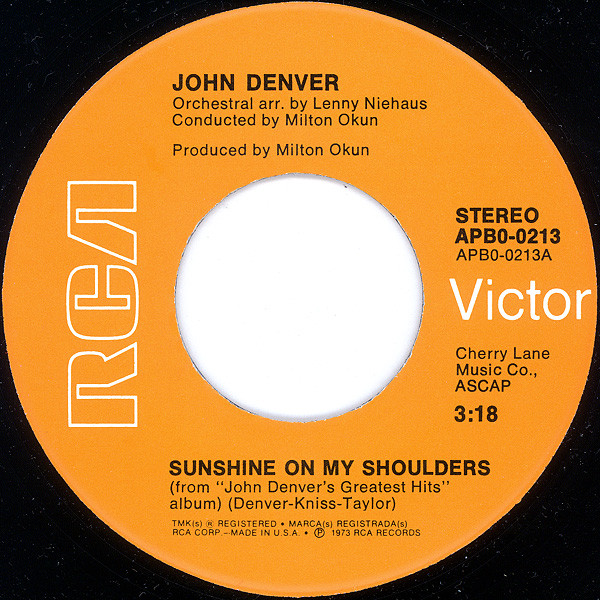 JOHN DENVER
Orchestral arr. by Lenny Niehaus
Conducted by Milton Okun
Produced by Milton Okun
RCA
STEREO
APBO-0213
APBO-0213A
Victor
Cherry Lane
Music Co.,
ASCAP
3:18
SUNSHINE ON MY SHOULDERS
(from "John Denver's Greatest Hits"
album) (Denver-Kniss-Taylor)
TMK(s) ® REGISTERED • MARCA(s) REGISTRADA(s)
RCA CORP.–MADE IN U.S.A. • ℗ 1973 RCA RECORDS